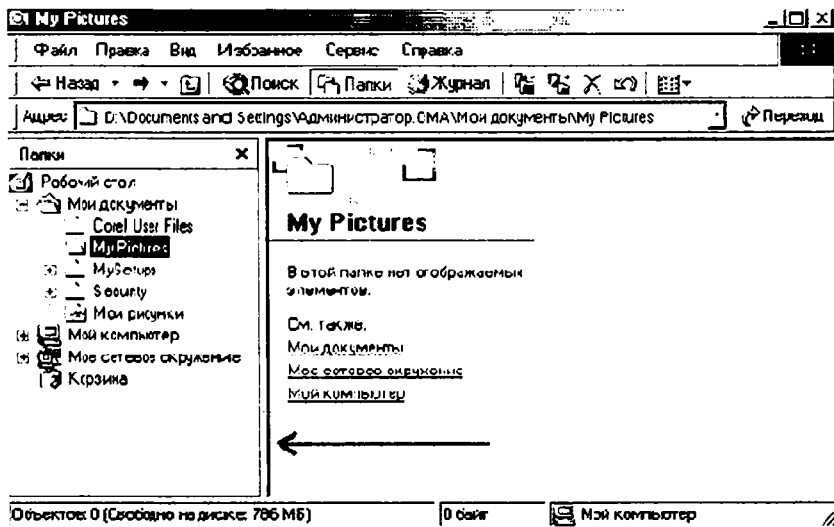 My Pictures
Файл Правка Вид Избранное Сервис Справка
Назад Поиск Папки Журнал
Адрес: D:\Documents and Settings\Администратор.CMA\Мои документы\My Pictures Переход
Папки
Рабочий стол
Мои документы
Corel User Files
My Pictures
MySetups
Security
Мои рисунки
Мой компьютер
Мое сетевое окружение
Корзина
My Pictures
В этой папке нет отображаемых
элементов.
См. также:
Мои документы
Мое сетевое окружение
Мой компьютер
Объектов: 0 (Свободно на диске: 786 МБ) 0 байт Мой компьютер